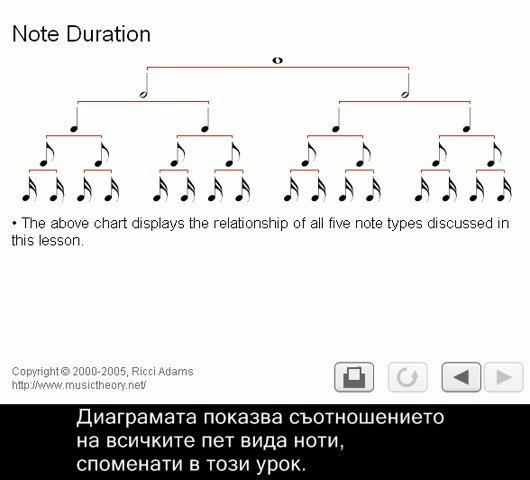 Note Duration
• The above chart displays the relationship of all five note types discussed in
this lesson.
Copyright © 2000-2005, Ricci Adams
http://www.musictheory.net/
Диаграмата показва съотношението
на всичките пет вида ноти,
споменати в този урок.